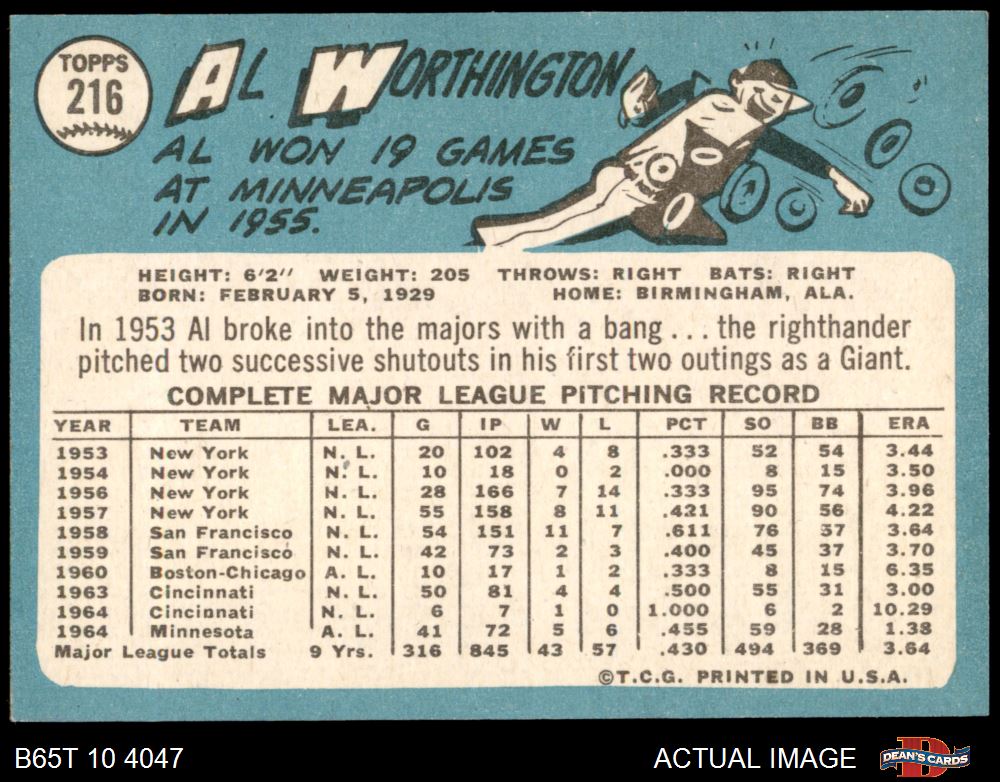 TOPPS
216
AL WORTHINGTON
AL WON 19 GAMES
AT MINNEAPOLIS
IN 1955.
HEIGHT: 6'2" WEIGHT: 205 THROWS: RIGHT BATS: RIGHT
BORN: FEBRUARY 5, 1929 HOME: BIRMINGHAM, ALA.
In 1953 Al broke into the majors with a bang . . . the righthander
pitched two successive shutouts in his first two outings as a Giant.
COMPLETE MAJOR LEAGUE PITCHING RECORD
YEAR TEAM LEA. G IP W L PCT SO BB ERA
1953 New York N. L. 20 102 4 8 .333 52 54 3.44
1954 New York N. L. 10 18 0 2 .000 8 15 3.50
1956 New York N. L. 28 166 7 14 .333 95 74 3.96
1957 New York N. L. 55 158 8 11 .421 90 56 4.22
1958 San Francisco N. L. 54 151 11 7 .611 76 57 3.64
1959 San Francisco N. L. 42 73 2 3 .400 45 37 3.70
1960 Boston-Chicago A. L. 10 17 1 2 .333 8 15 6.35
1963 Cincinnati N. L. 50 81 4 4 .500 55 31 3.00
1964 Cincinnati N. L. 6 7 1 0 1.000 6 2 10.29
1964 Minnesota A. L. 41 72 5 6 .455 59 28 1.38
Major League Totals 9 Yrs. 316 845 43 57 .430 494 369 3.64
©T.C.G. PRINTED IN U.S.A.
B65T 10 4047 ACTUAL IMAGE
DEAN'S CARDS